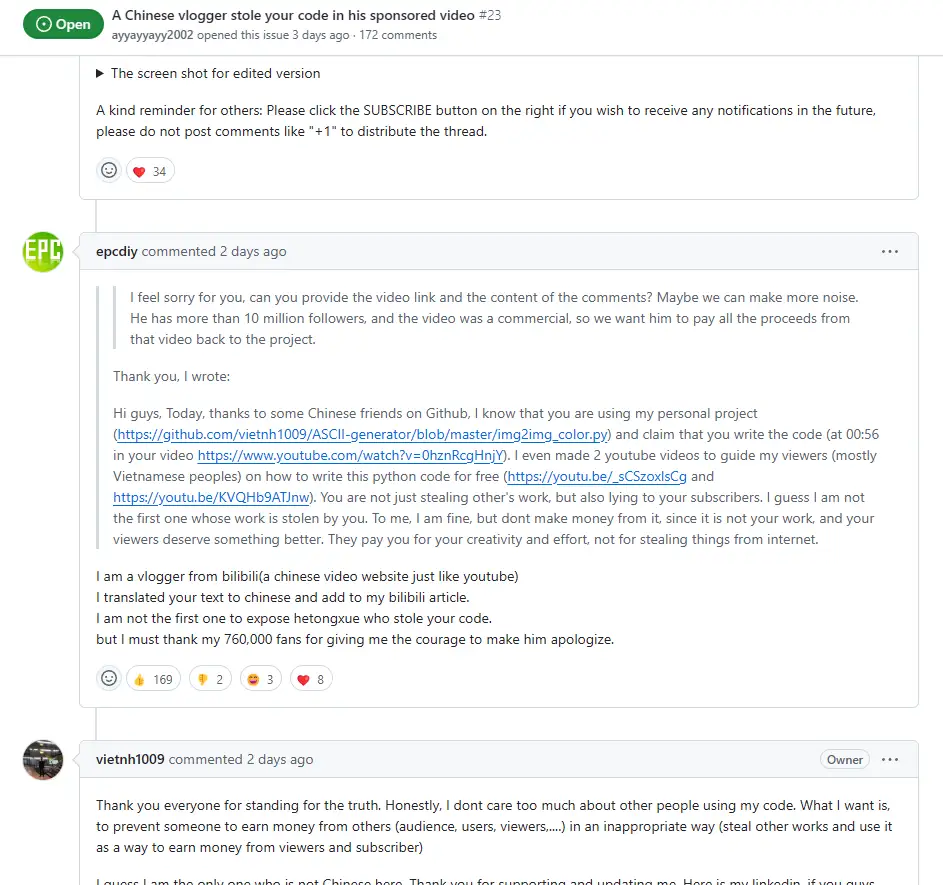 Open
A Chinese vlogger stole your code in his sponsored video #23
ayyayyayy2002 opened this issue 3 days ago · 172 comments
The screen shot for edited version
A kind reminder for others: Please click the SUBSCRIBE button on the right if you wish to receive any notifications in the future,
please do not post comments like "+1" to distribute the thread.
34
EPC
epcdiy commented 2 days ago
I feel sorry for you, can you provide the video link and the content of the comments? Maybe we can make more noise.
He has more than 10 million followers, and the video was a commercial, so we want him to pay all the proceeds from
that video back to the project.
Thank you, I wrote:
Hi guys, Today, thanks to some Chinese friends on Github, I know that you are using my personal project
(https://github.com/vietnh1009/ASCII-generator/blob/master/img2img_color.py) and claim that you write the code (at 00:56
in your video https://www.youtube.com/watch?v=0hznRcgHnjY). I even made 2 youtube videos to guide my viewers (mostly
Vietnamese peoples) on how to write this python code for free (https://youtu.be/_sCSzoxlsCg and
https://youtu.be/KVQHb9ATJnw). You are not just stealing other's work, but also lying to your subscribers. I guess I am not
the first one whose work is stolen by you. To me, I am fine, but dont make money from it, since it is not your work, and your
viewers deserve something better. They pay you for your creativity and effort, not for stealing things from internet.
I am a vlogger from bilibili(a chinese video website just like youtube)
I translated your text to chinese and add to my bilibili article.
I am not the first one to expose hetongxue who stole your code.
but I must thank my 760,000 fans for giving me the courage to make him apologize.
169 2 3 8
vietnh1009 commented 2 days ago Owner
Thank you everyone for standing for the truth. Honestly, I dont care too much about other people using my code. What I want is,
to prevent someone to earn money from others (audience, users, viewers,....) in an inappropriate way (steal other works and use it
as a way to earn money from viewers and subscriber)
I guess I am the only one who is not Chinese here. Thank you for supporting and updating me. Here is my linkedin, if you guys